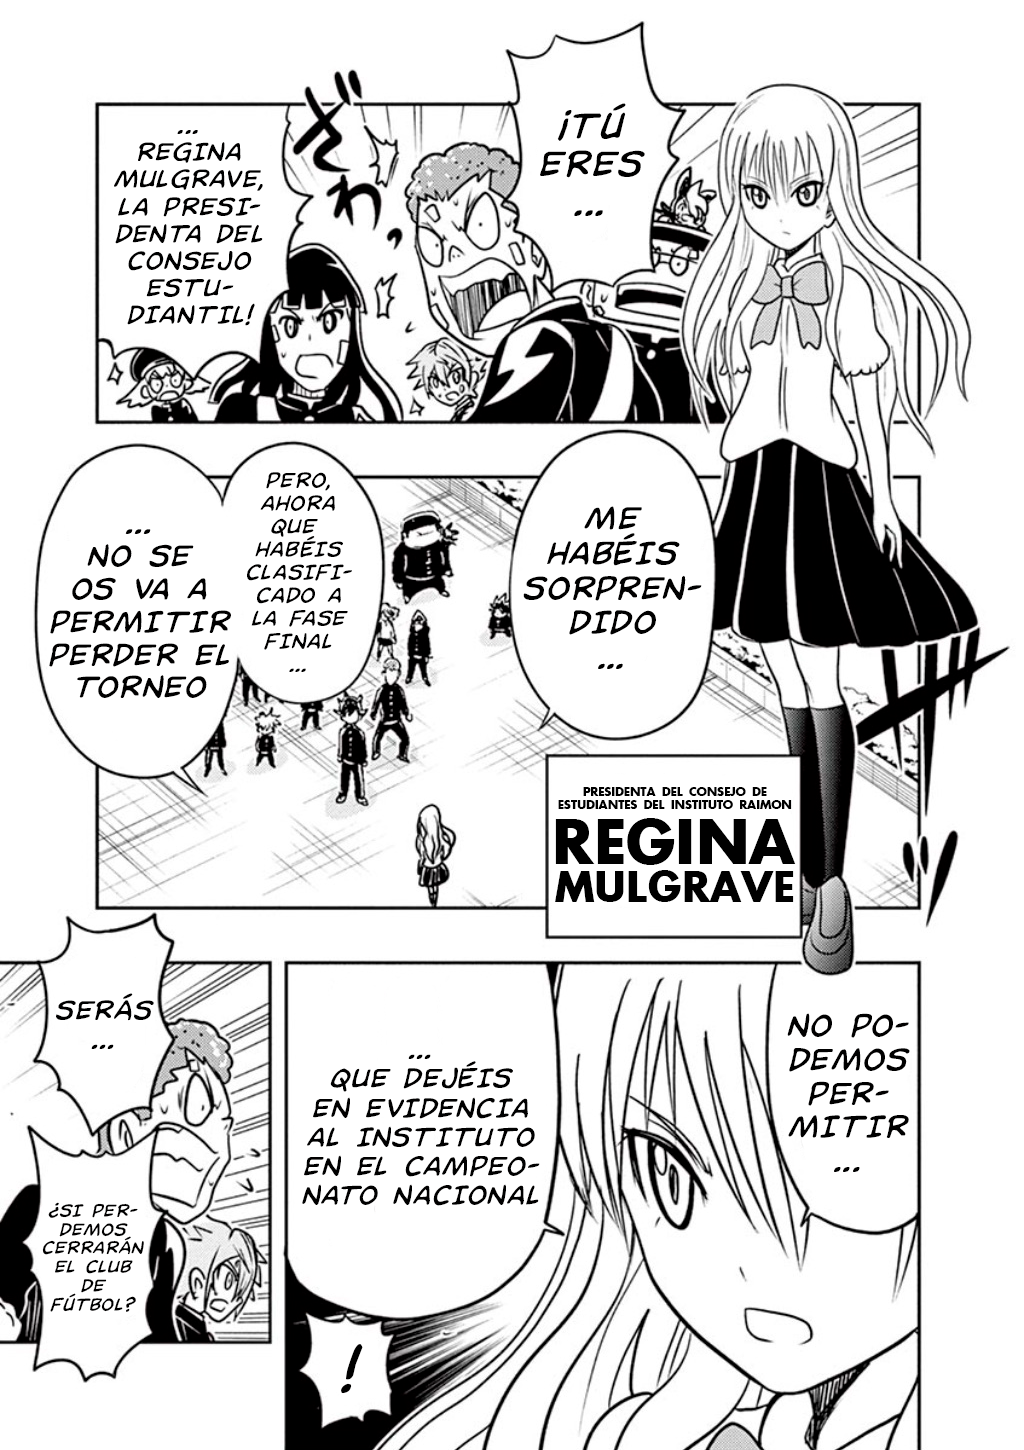 ¡TÚ
ERES
...
...
REGINA
MULGRAVE,
LA PRESI-
DENTA DEL
CONSEJO
ESTU-
DIANTIL!
ざ
わっ
ME
HABÉIS
SORPREN-
DIDO
...
PERO,
AHORA
QUE
HABÉIS
CLASIFI-
CADO A
LA FASE
FINAL
...
...
NO SE
OS VA A
PERMITIR
PERDER EL
TORNEO
PRESIDENTA DEL CONSEJO DE
ESTUDIANTES DEL INSTITUTO RAIMON
REGINA
MULGRAVE
NO PO-
DEMOS
PER-
MITIR
...
...
QUE DEJÉIS
EN EVIDENCIA
AL INSTITUTO
EN EL CAMPEO-
NATO NACIONAL
!
SERÁS
...
¿SI PER-
DEMOS
CERRARÁN
EL CLUB
DE
FÚTBOL?